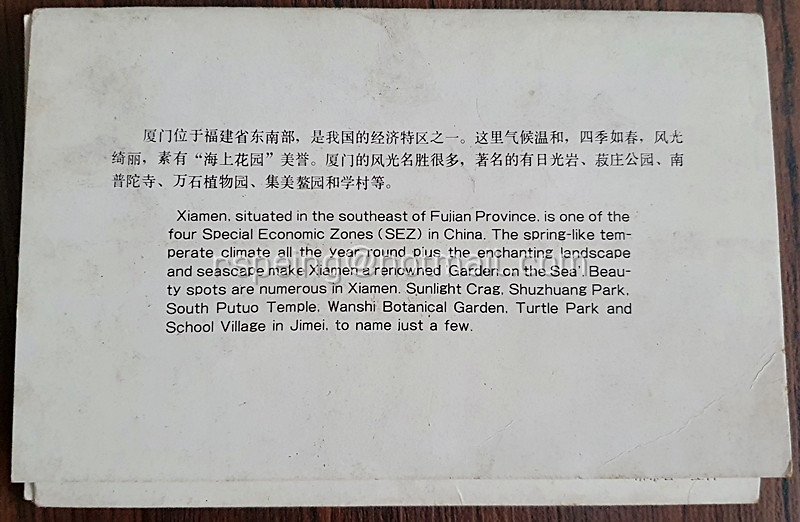 厦门位于福建省东南部，是我国的经济特区之一。这里气候温和，四季如春，风光
绮丽，素有“海上花园”美誉。厦门的风光名胜很多，著名的有日光岩、菽庄公园、南
普陀寺、万石植物园、集美鳌园和学村等。
Xiamen, situated in the southeast of Fujian Province, is one of the
four Special Economic Zones (SEZ) in China. The spring-like tem-
perate climate all the year round plus the enchanting landscape
and seascape make Xiamen a renowned 'Garden on the Sea'. Beau-
ty spots are numerous in Xiamen. Sunlight Crag, Shuzhuang Park,
South Putuo Temple, Wanshi Botanical Garden, Turtle Park and
School Village in Jimei, to name just a few.